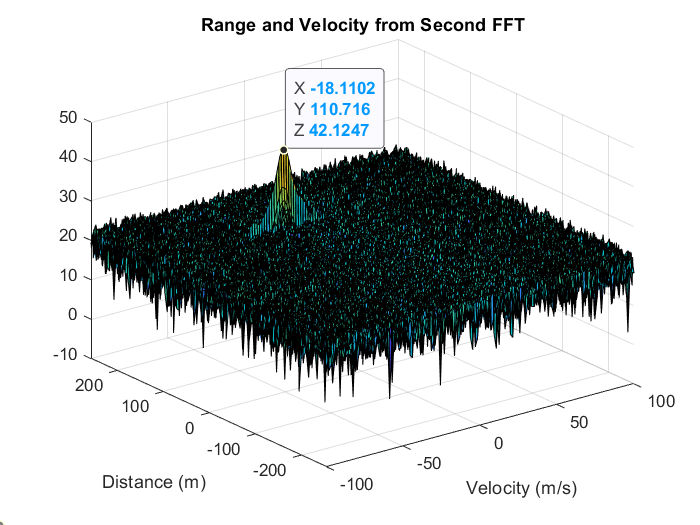 Range and Velocity from Second FFT
X -18.1102
Y 110.716
Z 42.1247
50
40
30
20
10
0
-10
200
100
0
-100
-200
Distance (m)
-100
-50
0
50
100
Velocity (m/s)